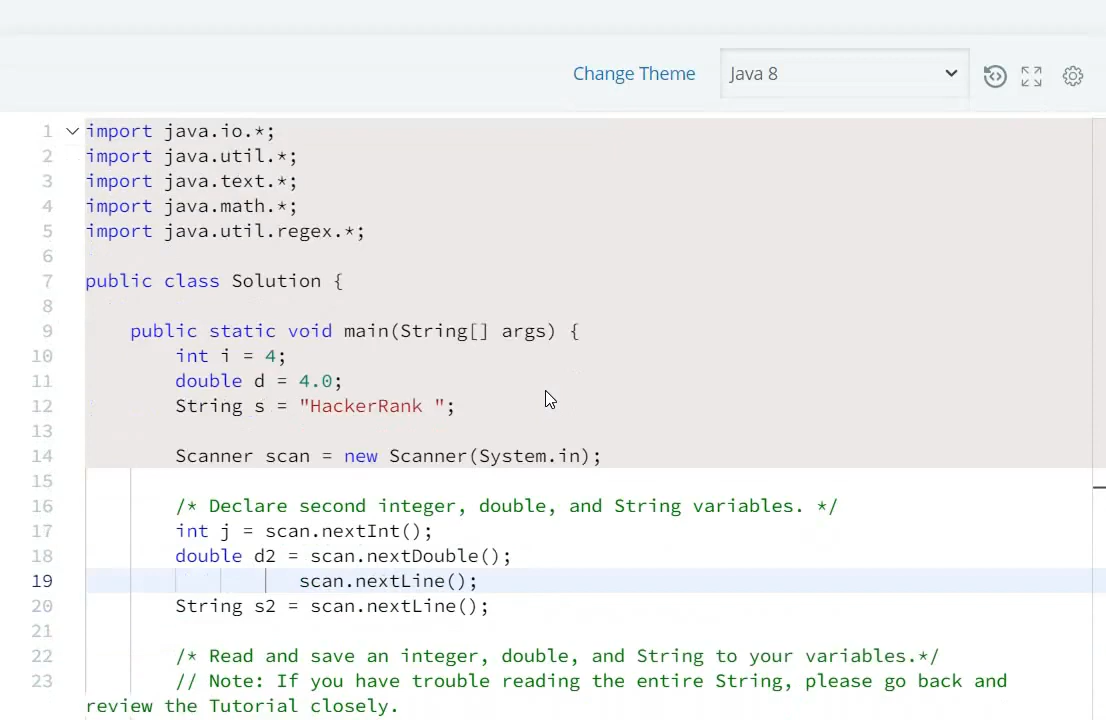 Change Theme
Java 8
1 import java.io.*;
2 import java.util.*;
3 import java.text.*;
4 import java.math.*;
5 import java.util.regex.*;
6
7 public class Solution {
8
9     public static void main(String[] args) {
10         int i = 4;
11         double d = 4.0;
12         String s = "HackerRank ";
13
14         Scanner scan = new Scanner(System.in);
15
16         /* Declare second integer, double, and String variables. */
17         int j = scan.nextInt();
18         double d2 = scan.nextDouble();
19                    scan.nextLine();
20         String s2 = scan.nextLine();
21
22         /* Read and save an integer, double, and String to your variables.*/
23         // Note: If you have trouble reading the entire String, please go back and
review the Tutorial closely.